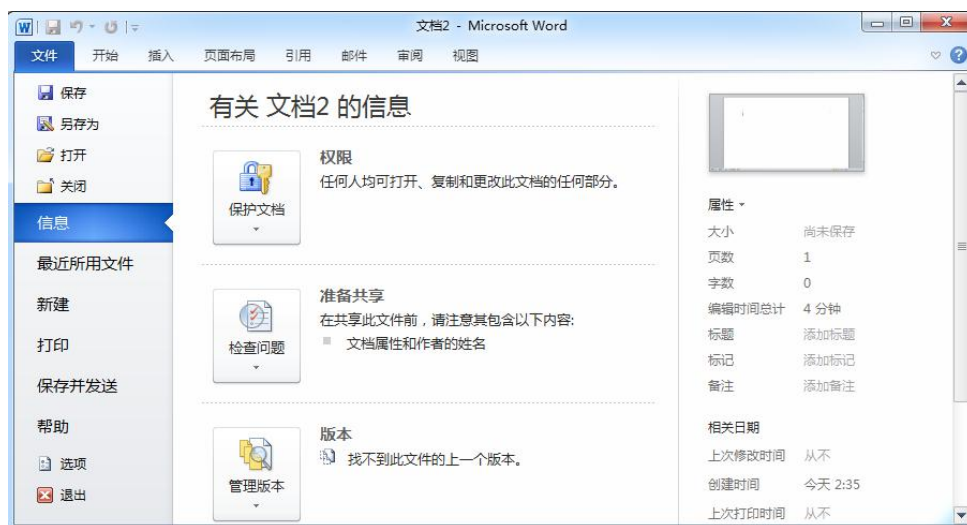 文档2 - Microsoft Word
文件 开始 插入 页面布局 引用 邮件 审阅 视图
保存
另存为
打开
关闭
信息
最近所用文件
新建
打印
保存并发送
帮助
选项
退出
有关 文档2 的信息
保护文档
权限
任何人均可打开、复制和更改此文档的任何部分。
检查问题
准备共享
在共享此文件前，请注意其包含以下内容:
文档属性和作者的姓名
管理版本
版本
找不到此文件的上一个版本。
属性
大小 尚未保存
页数 1
字数 0
编辑时间总计 4 分钟
标题 添加标题
标记 添加标记
备注 添加备注
相关日期
上次修改时间 从不
创建时间 今天 2:35
上次打印时间 从不